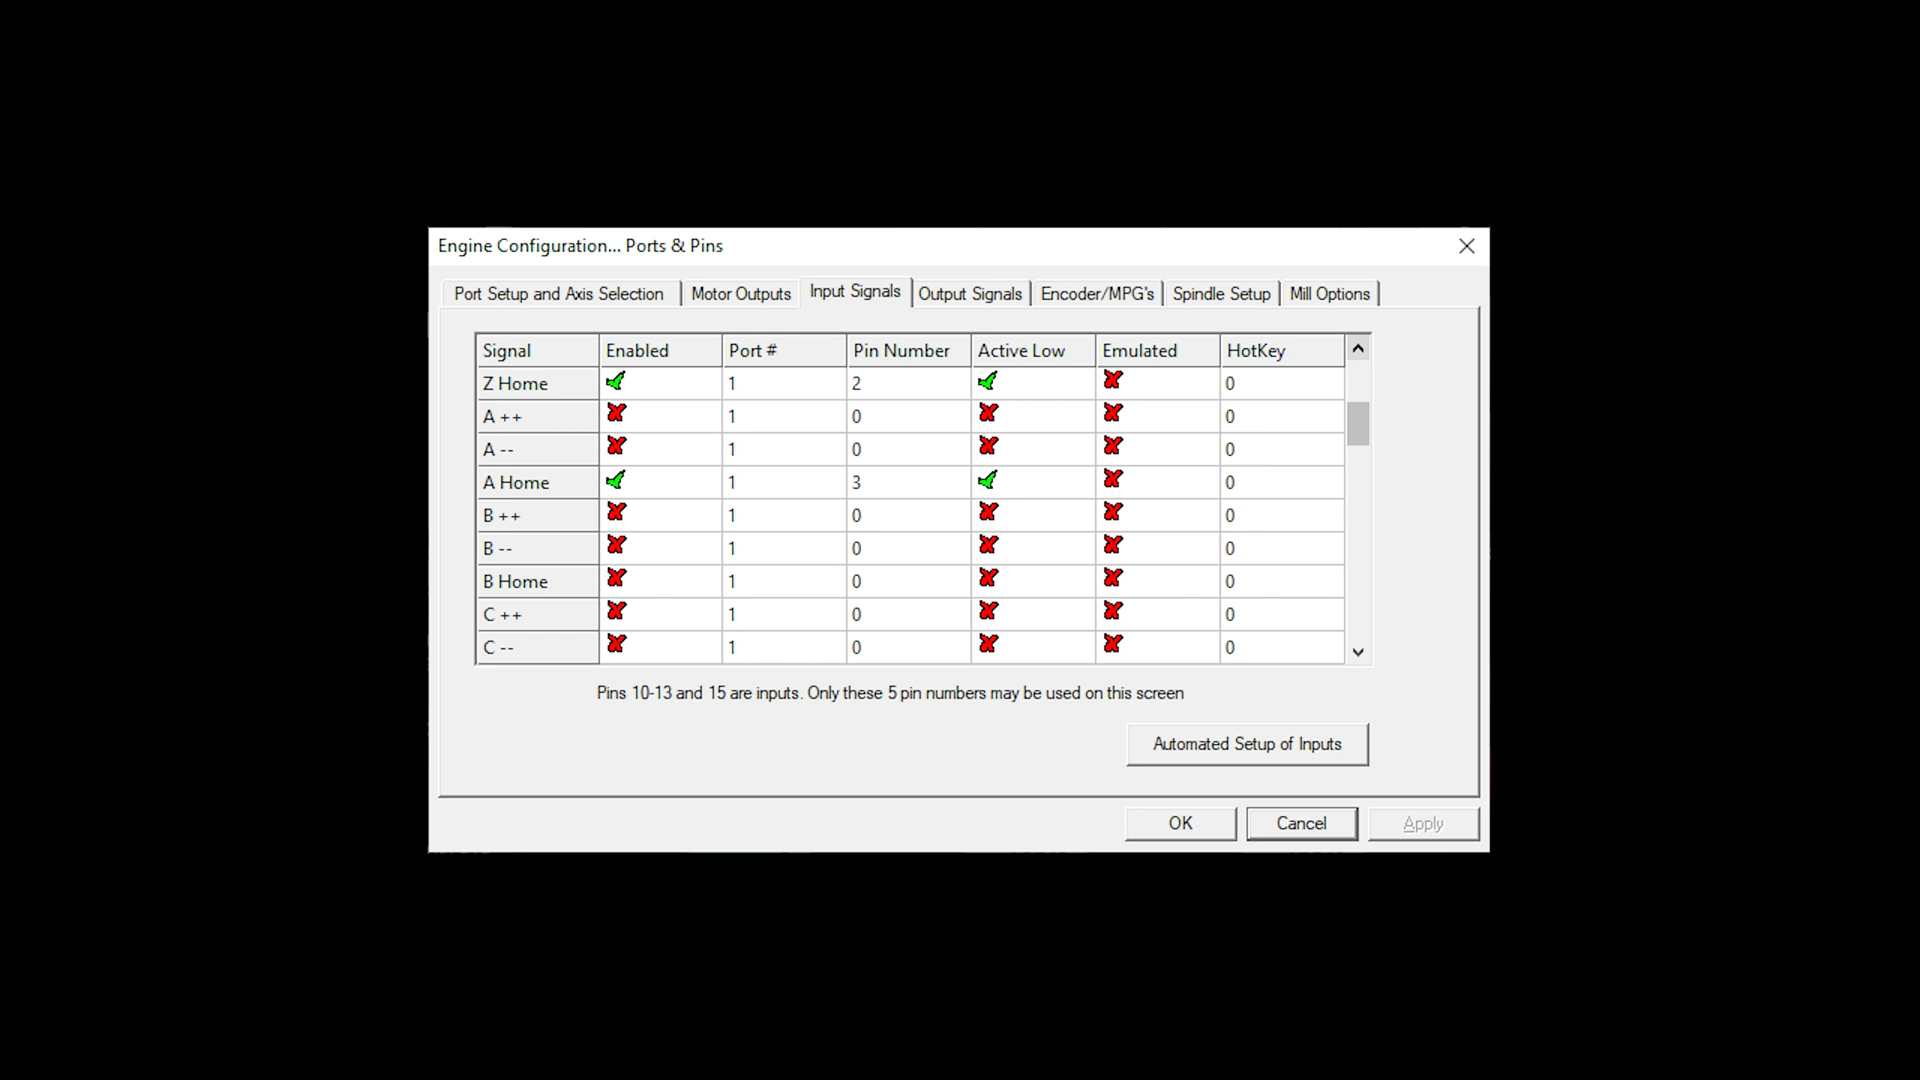 Engine Configuration... Ports & Pins
Port Setup and Axis Selection Motor Outputs Input Signals Output Signals Encoder/MPG's Spindle Setup Mill Options
Signal Enabled Port # Pin Number Active Low Emulated HotKey
Z Home 1 2 0
A ++ 1 0 0
A -- 1 0 0
A Home 1 3 0
B ++ 1 0 0
B -- 1 0 0
B Home 1 0 0
C ++ 1 0 0
C -- 1 0 0
Pins 10-13 and 15 are inputs. Only these 5 pin numbers may be used on this screen
Automated Setup of Inputs
OK Cancel Apply